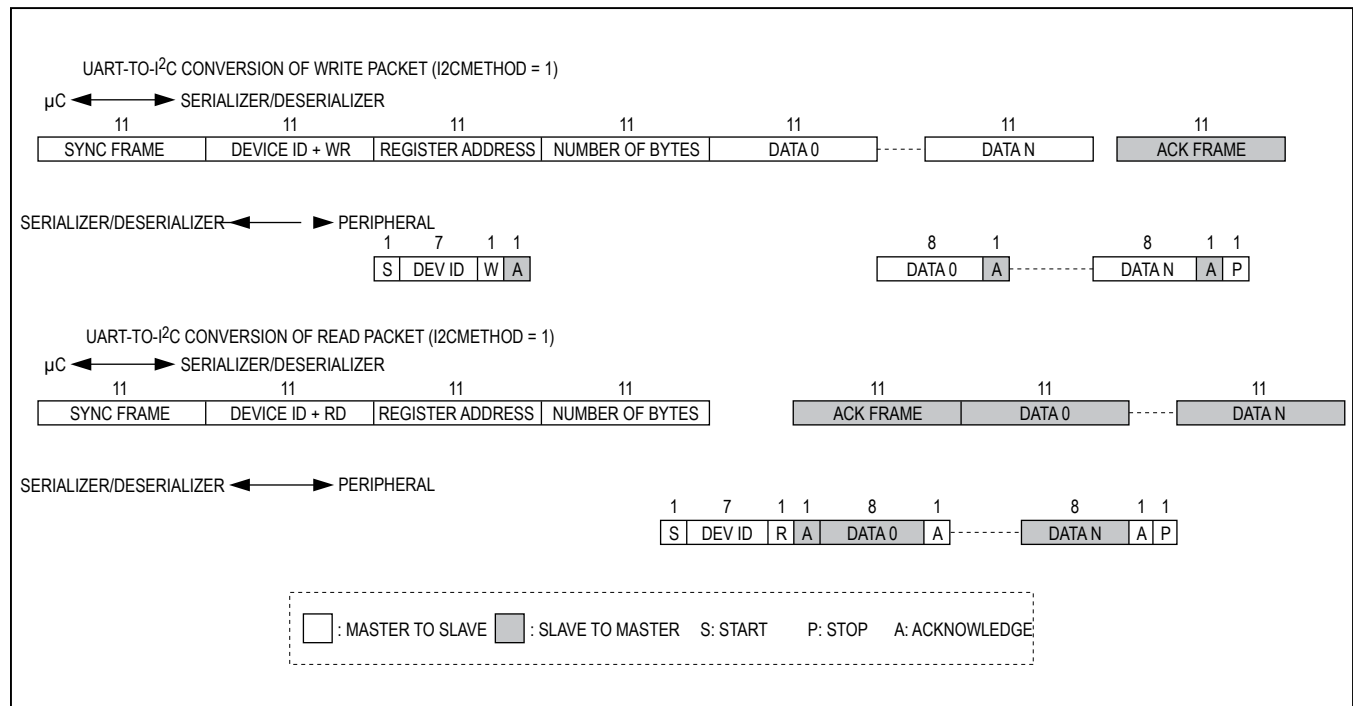 UART-TO-I2C CONVERSION OF WRITE PACKET (I2CMETHOD = 1)
µC SERIALIZER/DESERIALIZER
11 11 11 11 11 11 11
SYNC FRAME DEVICE ID + WR REGISTER ADDRESS NUMBER OF BYTES DATA 0 DATA N ACK FRAME
SERIALIZER/DESERIALIZER PERIPHERAL
1 7 1 1 8 1 8 1 1
S DEV ID W A DATA 0 A DATA N A P
UART-TO-I2C CONVERSION OF READ PACKET (I2CMETHOD = 1)
µC SERIALIZER/DESERIALIZER
11 11 11 11 11 11 11
SYNC FRAME DEVICE ID + RD REGISTER ADDRESS NUMBER OF BYTES ACK FRAME DATA 0 DATA N
SERIALIZER/DESERIALIZER PERIPHERAL
1 7 1 1 8 1 8 1 1
S DEV ID R A DATA 0 A DATA N A P
: MASTER TO SLAVE : SLAVE TO MASTER S: START P: STOP A: ACKNOWLEDGE